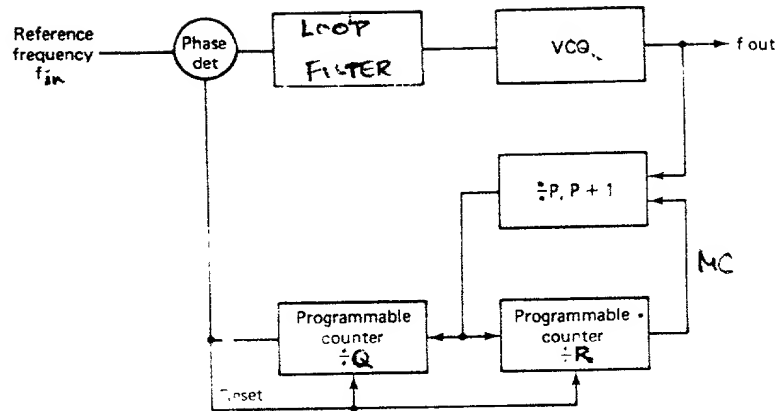 Reference
frequency
fin
Phase
det
LOOP
FILTER
VCO
f out
÷P, P + 1
MC
Programmable
counter
÷Q
Programmable
counter
÷R